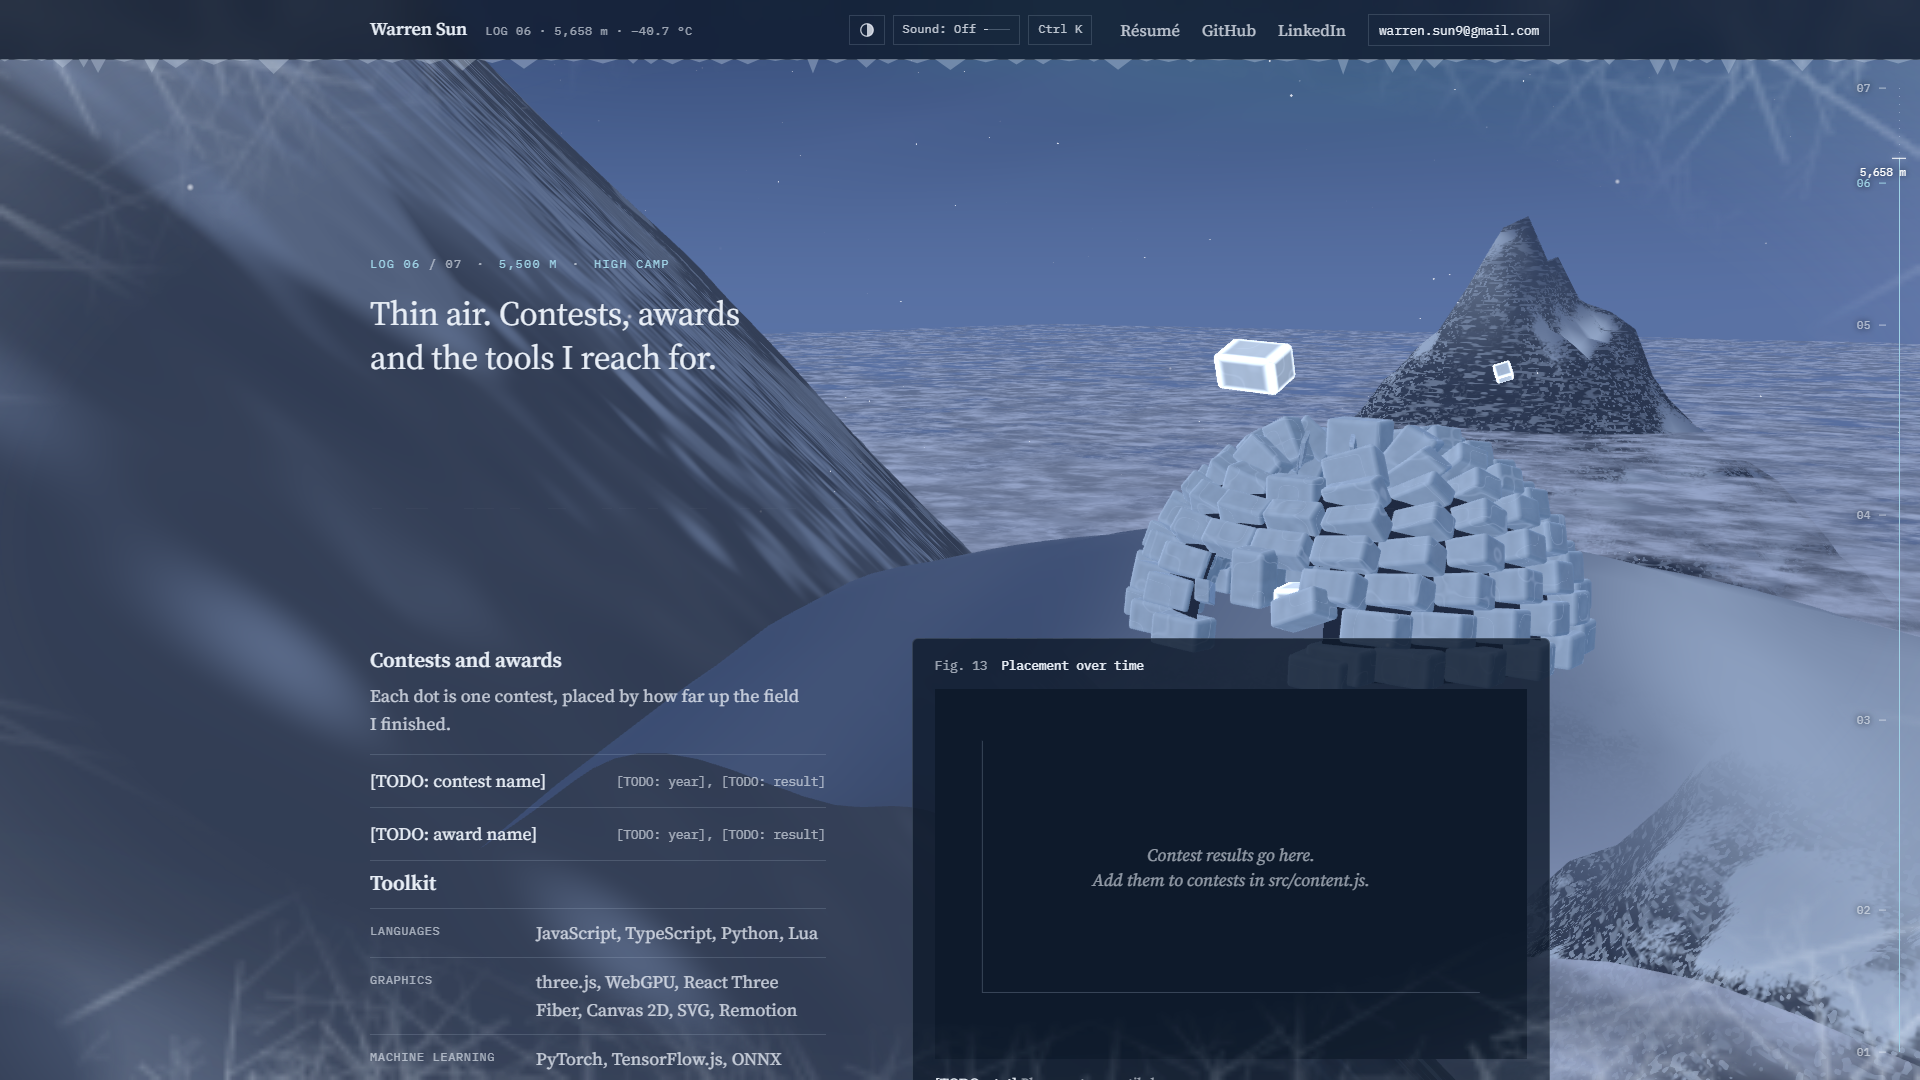 Warren Sun LOG 06 · 5,658 m · −40.7 °C Sound: Off Ctrl K Résumé GitHub LinkedIn warren.sun9@gmail.com
07
5,658 m
06
05
04
03
02
01
LOG 06 / 07 · 5,500 M · HIGH CAMP
Thin air. Contests, awards
and the tools I reach for.
Contests and awards
Each dot is one contest, placed by how far up the field
I finished.
[TODO: contest name] [TODO: year], [TODO: result]
[TODO: award name] [TODO: year], [TODO: result]
Toolkit
LANGUAGES JavaScript, TypeScript, Python, Lua
GRAPHICS three.js, WebGPU, React Three
Fiber, Canvas 2D, SVG, Remotion
MACHINE LEARNING PyTorch, TensorFlow.js, ONNX
Fig. 13 Placement over time
Contest results go here.
Add them to contests in src/content.js.